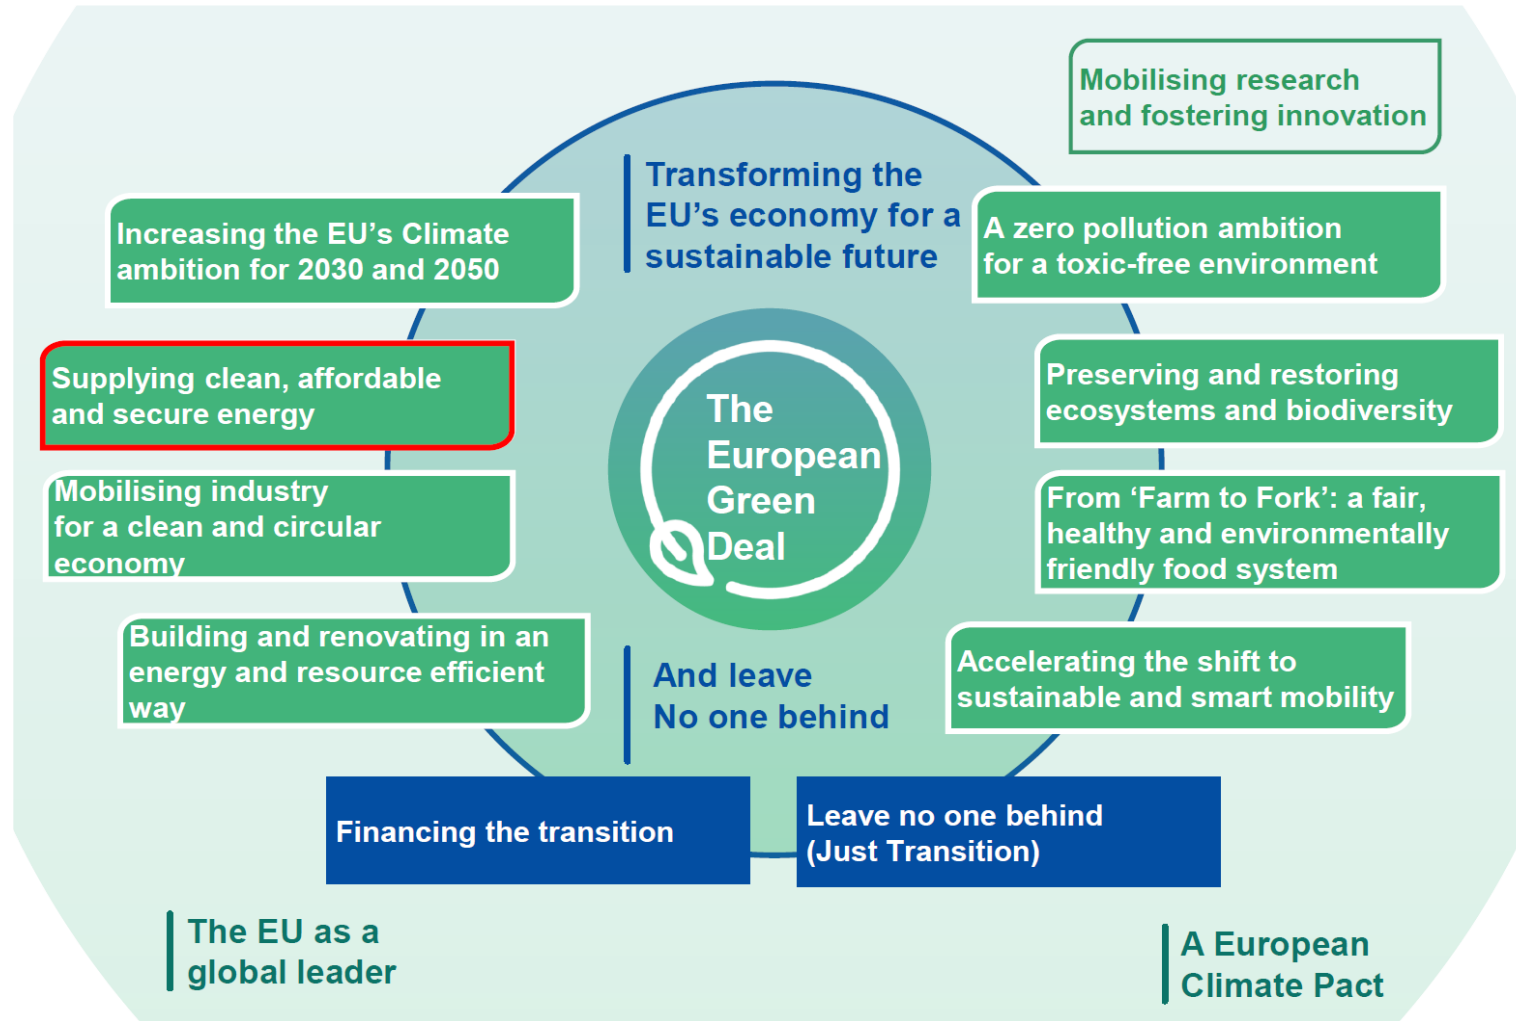 Mobilising research
and fostering innovation
Transforming the
EU’s economy for a
sustainable future
Increasing the EU’s Climate
ambition for 2030 and 2050
A zero pollution ambition
for a toxic-free environment
Supplying clean, affordable
and secure energy
Preserving and restoring
ecosystems and biodiversity
The
European
Green
Deal
Mobilising industry
for a clean and circular
economy
From ‘Farm to Fork’: a fair,
healthy and environmentally
friendly food system
Building and renovating in an
energy and resource efficient
way
Accelerating the shift to
sustainable and smart mobility
And leave
No one behind
Financing the transition
Leave no one behind
(Just Transition)
The EU as a
global leader
A European
Climate Pact